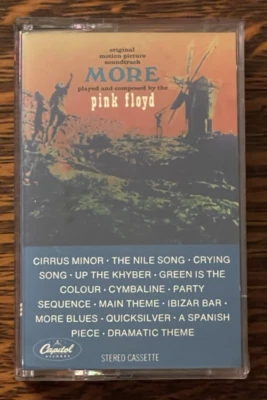 original
motion picture
soundtrack
MORE
played and composed by the
pink floyd
CIRRUS MINOR · THE NILE SONG · CRYING
SONG · UP THE KHYBER · GREEN IS THE
COLOUR · CYMBALINE · PARTY
SEQUENCE · MAIN THEME · IBIZAR BAR ·
MORE BLUES · QUICKSILVER · A SPANISH
PIECE · DRAMATIC THEME
Capitol
RECORDS
STEREO CASSETTE